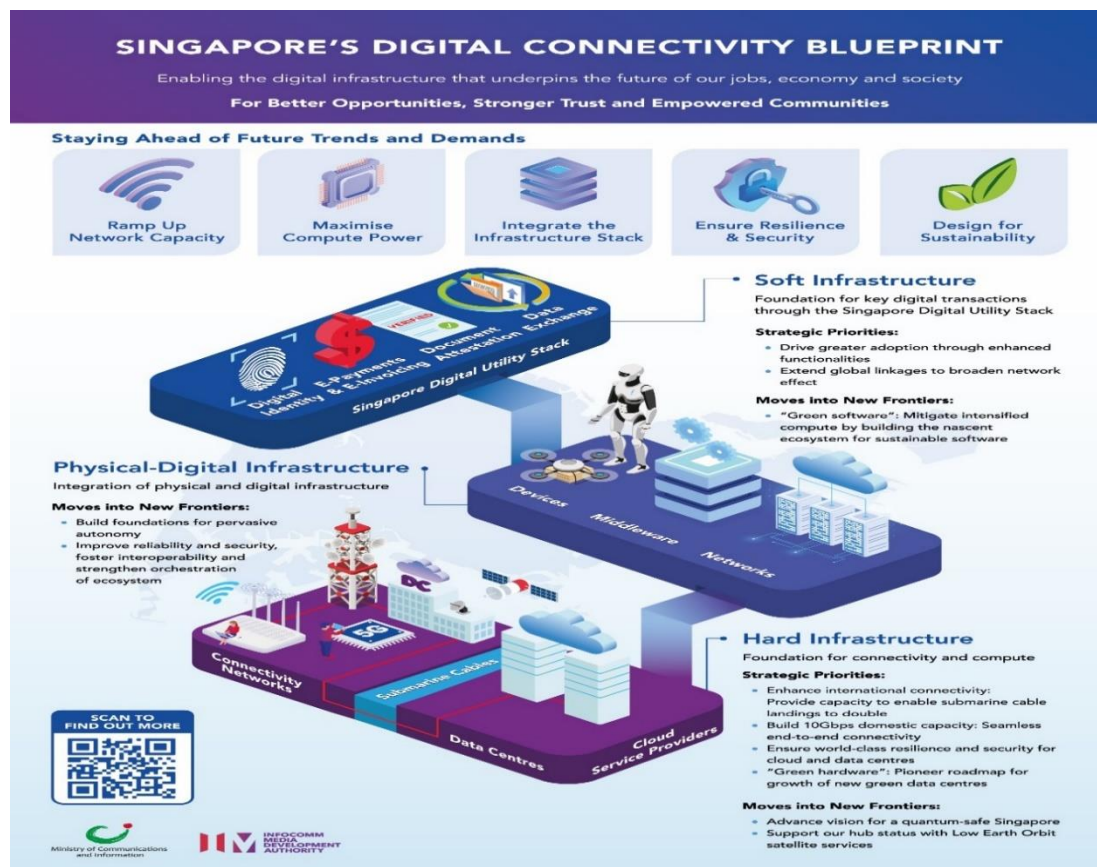 SINGAPORE'S DIGITAL CONNECTIVITY BLUEPRINT
Enabling the digital infrastructure that underpins the future of our jobs, economy and society
For Better Opportunities, Stronger Trust and Empowered Communities
Staying Ahead of Future Trends and Demands
Ramp Up
Network Capacity
Maximise
Compute Power
Integrate the
Infrastructure Stack
Ensure Resilience
& Security
Design for
Sustainability
VERIFIED
Digital
Identity
E-Payments
& E-Invoicing
Document
Attestation
Data
Exchange
Singapore Digital Utility Stack
Soft Infrastructure
Foundation for key digital transactions
through the Singapore Digital Utility Stack
Strategic Priorities:
• Drive greater adoption through enhanced
functionalities
• Extend global linkages to broaden network
effect
Moves into New Frontiers:
• "Green software": Mitigate intensified
compute by building the nascent
ecosystem for sustainable software
Physical-Digital Infrastructure
Integration of physical and digital infrastructure
Moves into New Frontiers:
• Build foundations for pervasive
autonomy
• Improve reliability and security,
foster interoperability and
strengthen orchestration
of ecosystem
Devices
Middleware
Networks
DC
5G
Connectivity
Networks
Submarine Cables
Data Centres
Cloud
Service Providers
Hard Infrastructure
Foundation for connectivity and compute
Strategic Priorities:
• Enhance international connectivity:
Provide capacity to enable submarine cable
landings to double
• Build 10Gbps domestic capacity: Seamless
end-to-end connectivity
• Ensure world-class resilience and security for
cloud and data centres
• "Green hardware": Pioneer roadmap for
growth of new green data centres
Moves into New Frontiers:
• Advance vision for a quantum-safe Singapore
• Support our hub status with Low Earth Orbit
satellite services
SCAN TO
FIND OUT MORE
Ministry of Communications
and Information
INFOCOMM
MEDIA
DEVELOPMENT
AUTHORITY